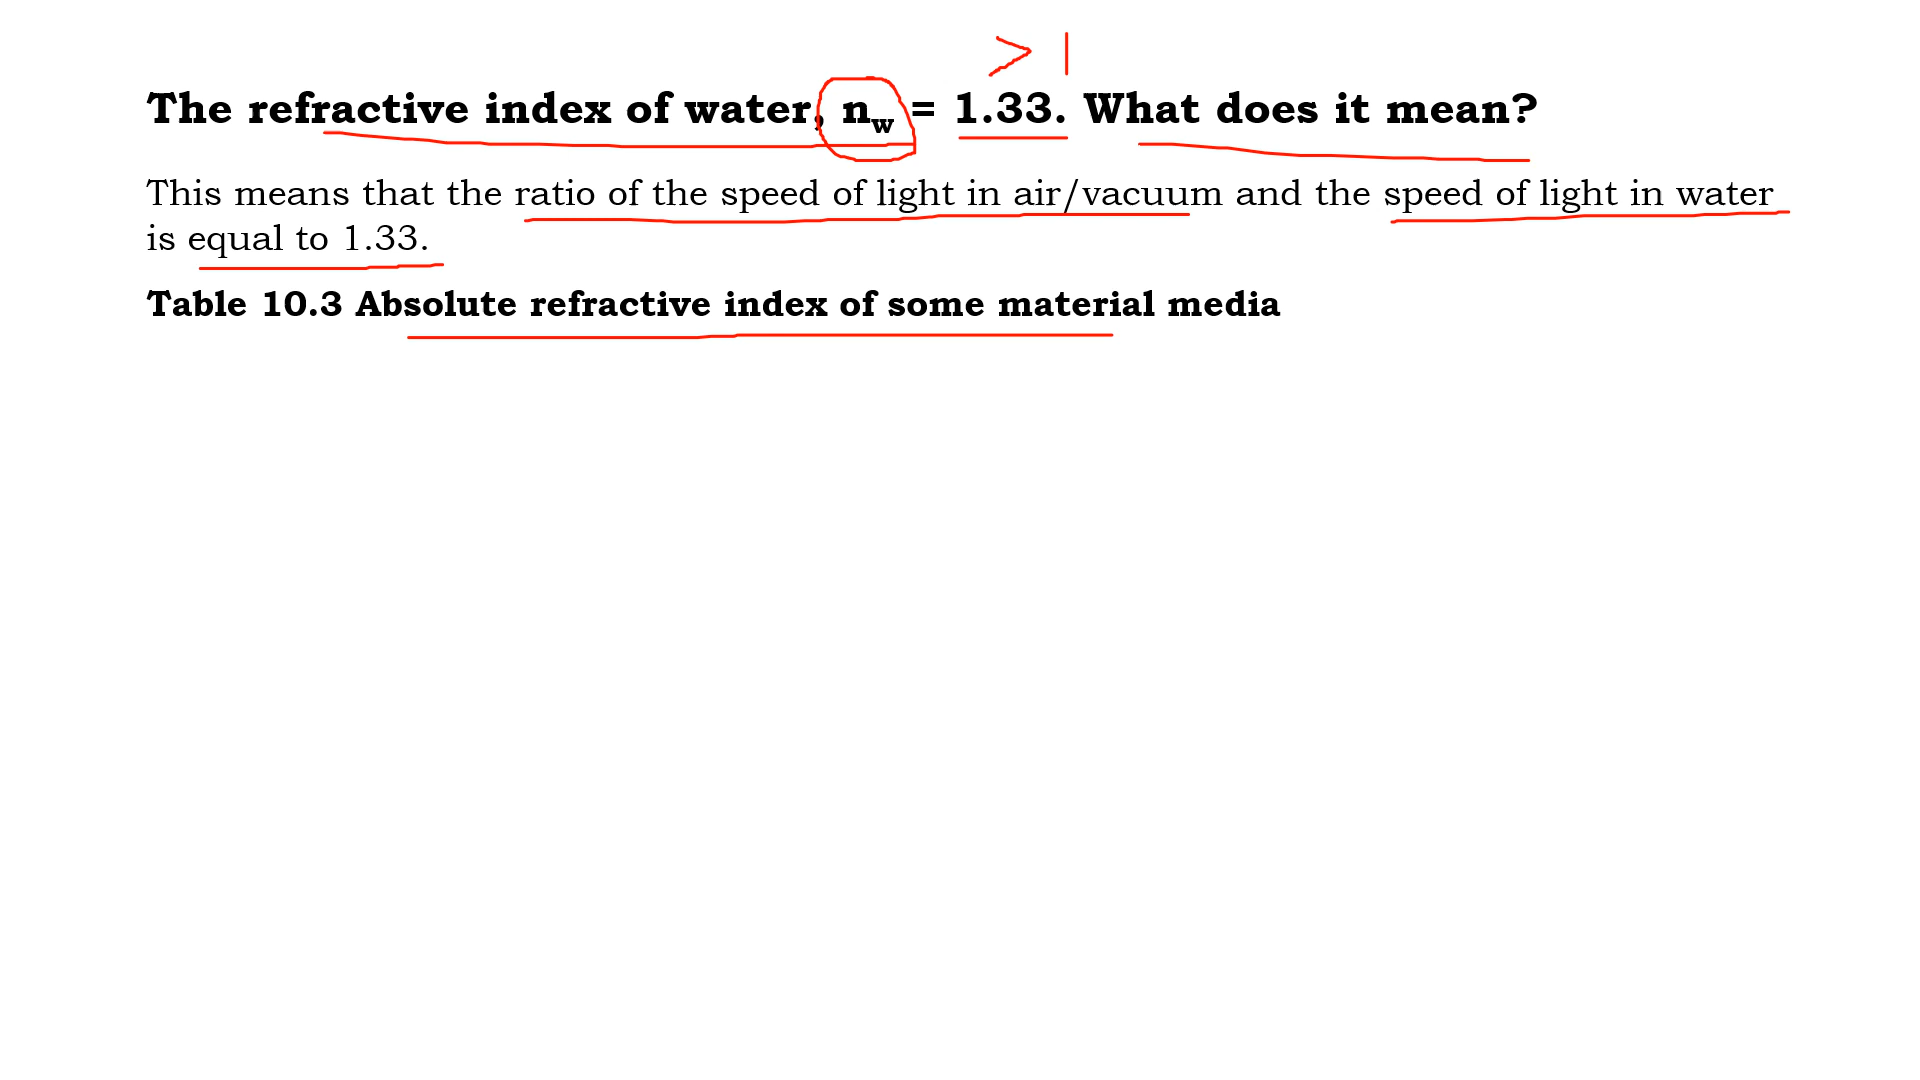 > 1
The refractive index of water, nw = 1.33. What does it mean?
This means that the ratio of the speed of light in air/vacuum and the speed of light in water
is equal to 1.33.
Table 10.3 Absolute refractive index of some material media